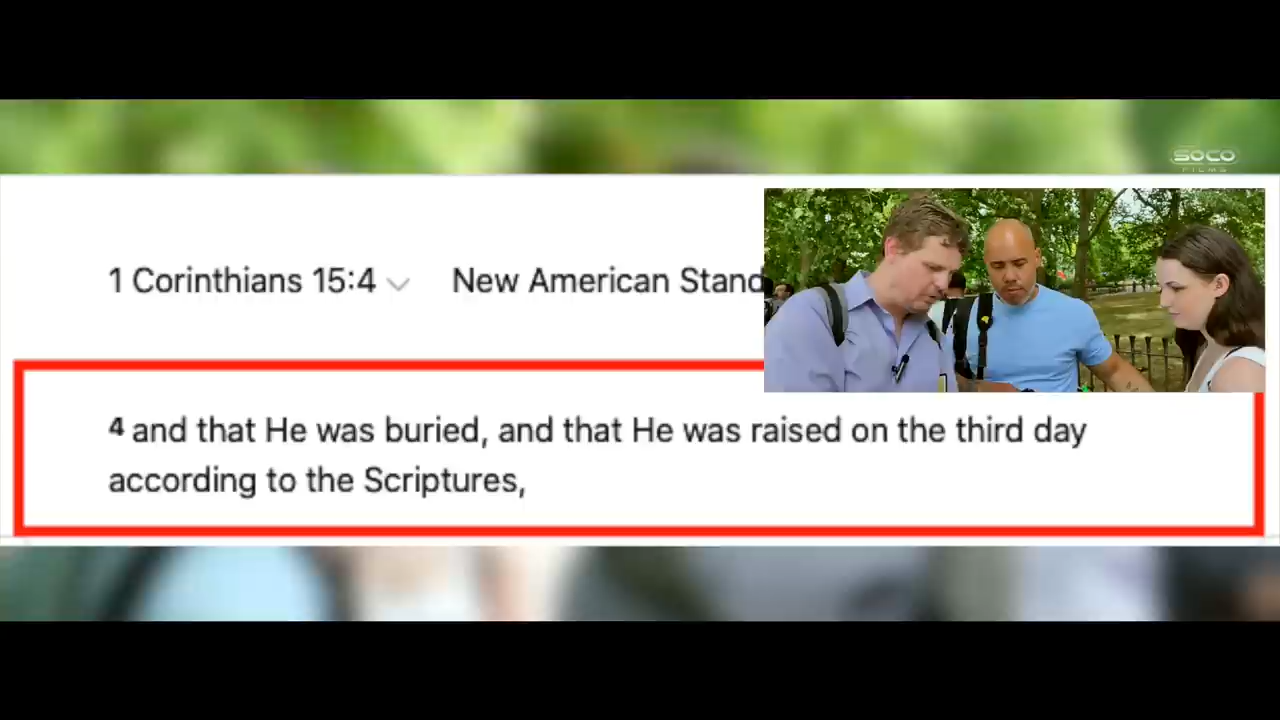 SOCO
FILMS
1 Corinthians 15:4 New American Stand
4 and that He was buried, and that He was raised on the third day
according to the Scriptures,